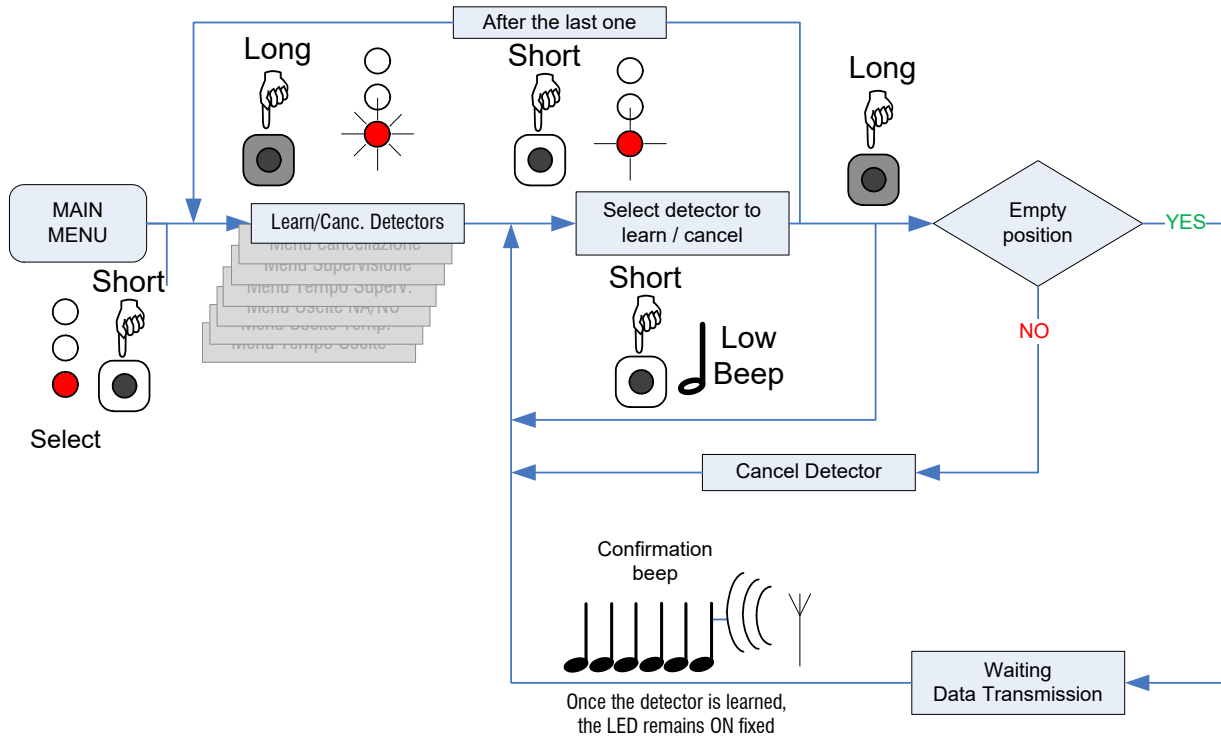 After the last one
Long
Short
Long
MAIN
MENU
Learn/Canc. Detectors
Select detector to
learn / cancel
Empty
position
YES
Menu Cancellazione
Menu Supervisione
Menu Tempo Superv.
Menu Uscite NA/NC
Menu Uscite Temp.
Menu Tempo Uscite
Short
Short
Low
Beep
NO
Select
Cancel Detector
Confirmation
beep
Waiting
Data Transmission
Once the detector is learned,
the LED remains ON fixed